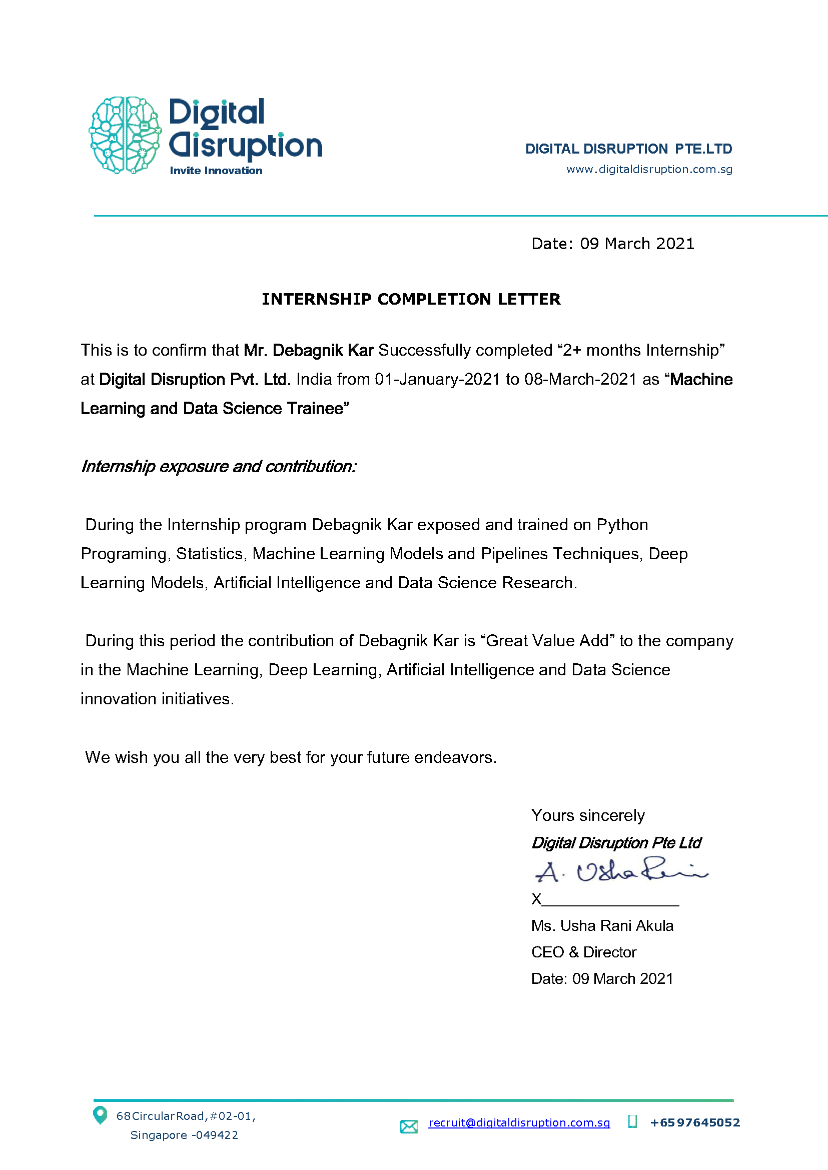 Digital
Disruption
Invite Innovation
DIGITAL DISRUPTION PTE.LTD
www.digitaldisruption.com.sg
Date: 09 March 2021
INTERNSHIP COMPLETION LETTER
This is to confirm that Mr. Debagnik Kar Successfully completed “2+ months Internship”
at Digital Disruption Pvt. Ltd. India from 01-January-2021 to 08-March-2021 as “Machine
Learning and Data Science Trainee”
Internship exposure and contribution:
During the Internship program Debagnik Kar exposed and trained on Python
Programing, Statistics, Machine Learning Models and Pipelines Techniques, Deep
Learning Models, Artificial Intelligence and Data Science Research.
During this period the contribution of Debagnik Kar is “Great Value Add” to the company
in the Machine Learning, Deep Learning, Artificial Intelligence and Data Science
innovation initiatives.
We wish you all the very best for your future endeavors.
Yours sincerely
Digital Disruption Pte Ltd
A. Usha Rani
X________________
Ms. Usha Rani Akula
CEO & Director
Date: 09 March 2021
68 Circular Road, #02-01,
Singapore -049422
recruit@digitaldisruption.com.sg
+65 97645052